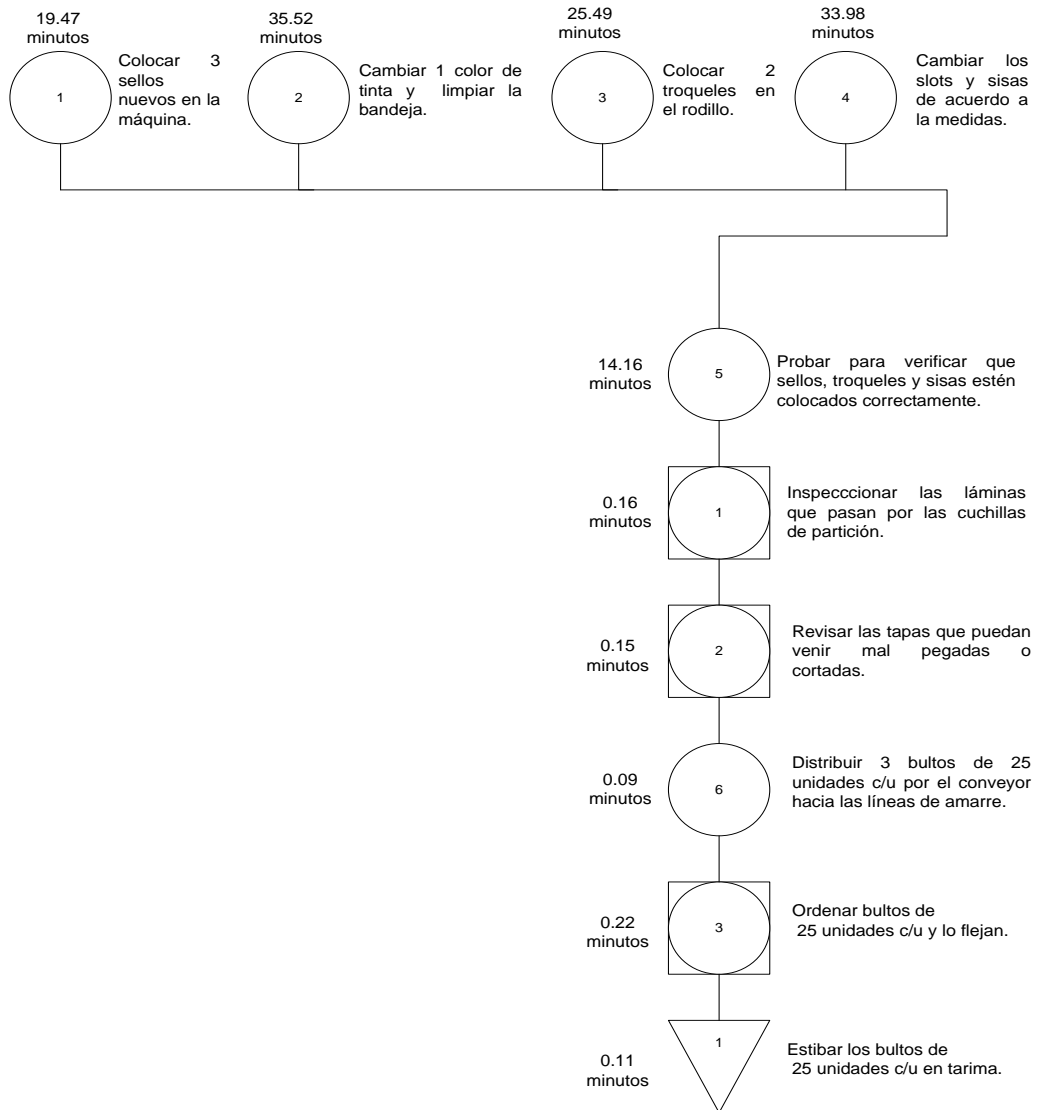 19.47
minutos
1
Colocar 3
sellos
nuevos en la
máquina.
35.52
minutos
2
Cambiar 1 color de
tinta y limpiar la
bandeja.
25.49
minutos
3
Colocar 2
troqueles en
el rodillo.
33.98
minutos
4
Cambiar los
slots y sisas
de acuerdo a
la medidas.
14.16
minutos
5
Probar para verificar que
sellos, troqueles y sisas estén
colocados correctamente.
0.16
minutos
1
Inspecccionar las láminas
que pasan por las cuchillas
de partición.
0.15
minutos
2
Revisar las tapas que puedan
venir mal pegadas o
cortadas.
0.09
minutos
6
Distribuir 3 bultos de 25
unidades c/u por el conveyor
hacia las líneas de amarre.
0.22
minutos
3
Ordenar bultos de
25 unidades c/u y lo flejan.
0.11
minutos
1
Estibar los bultos de
25 unidades c/u en tarima.